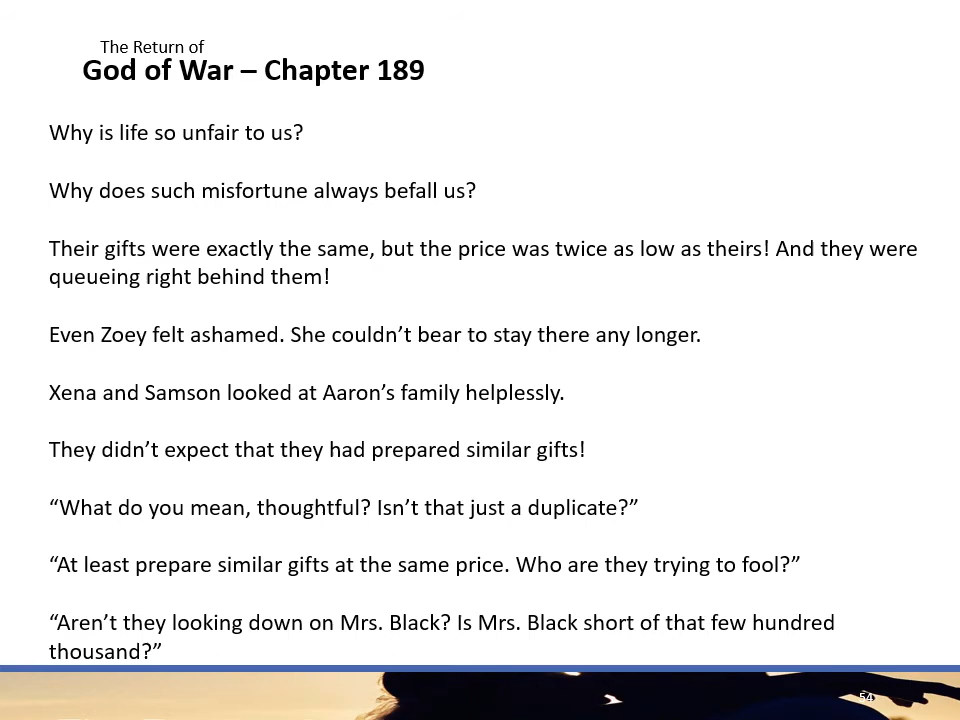 The Return of
God of War – Chapter 189
Why is life so unfair to us?
Why does such misfortune always befall us?
Their gifts were exactly the same, but the price was twice as low as theirs! And they were
queueing right behind them!
Even Zoey felt ashamed. She couldn’t bear to stay there any longer.
Xena and Samson looked at Aaron’s family helplessly.
They didn’t expect that they had prepared similar gifts!
“What do you mean, thoughtful? Isn’t that just a duplicate?”
“At least prepare similar gifts at the same price. Who are they trying to fool?”
“Aren’t they looking down on Mrs. Black? Is Mrs. Black short of that few hundred
thousand?”
54